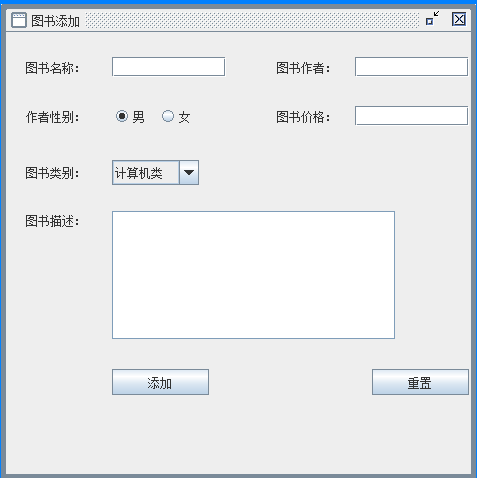 图书添加
图书名称： 图书作者：
作者性别： 男 女 图书价格：
图书类别： 计算机类
图书描述：
添加 重置